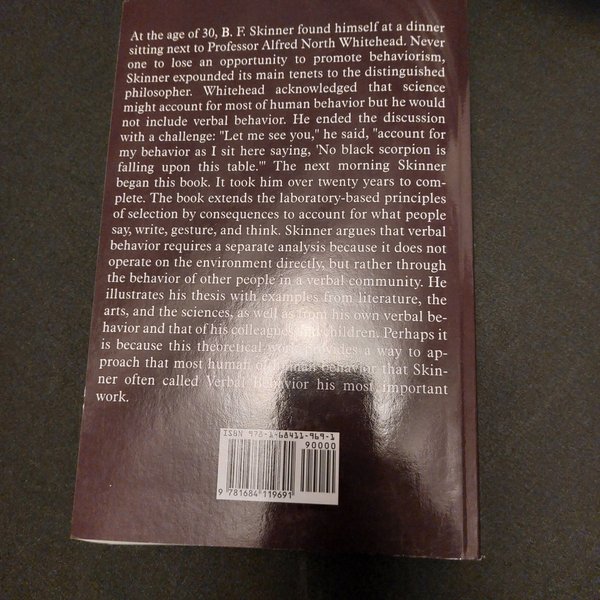 At the age of 30, B. F. Skinner found himself at a dinner
sitting next to Professor Alfred North Whitehead. Never
one to lose an opportunity to promote behaviorism,
Skinner expounded its main tenets to the distinguished
philosopher. Whitehead acknowledged that science
might account for most of human behavior but he would
not include verbal behavior. He ended the discussion
with a challenge: "Let me see you," he said, "account for
my behavior as I sit here saying, 'No black scorpion is
falling upon this table.'" The next morning Skinner
began this book. It took him over twenty years to com-
plete. The book extends the laboratory-based principles
of selection by consequences to account for what people
say, write, gesture, and think. Skinner argues that verbal
behavior requires a separate analysis because it does not
operate on the environment directly, but rather through
the behavior of other people in a verbal community. He
illustrates his thesis with examples from literature, the
arts, and the sciences, as well as from his own verbal be-
havior and that of his colleagues and children. Perhaps it
is because this theoretical work provides a way to ap-
proach that most human of human behavior that Skin-
ner often called Verbal Behavior his most important
work.
ISBN 978-1-68411-969-1
90000
9 781684 119691